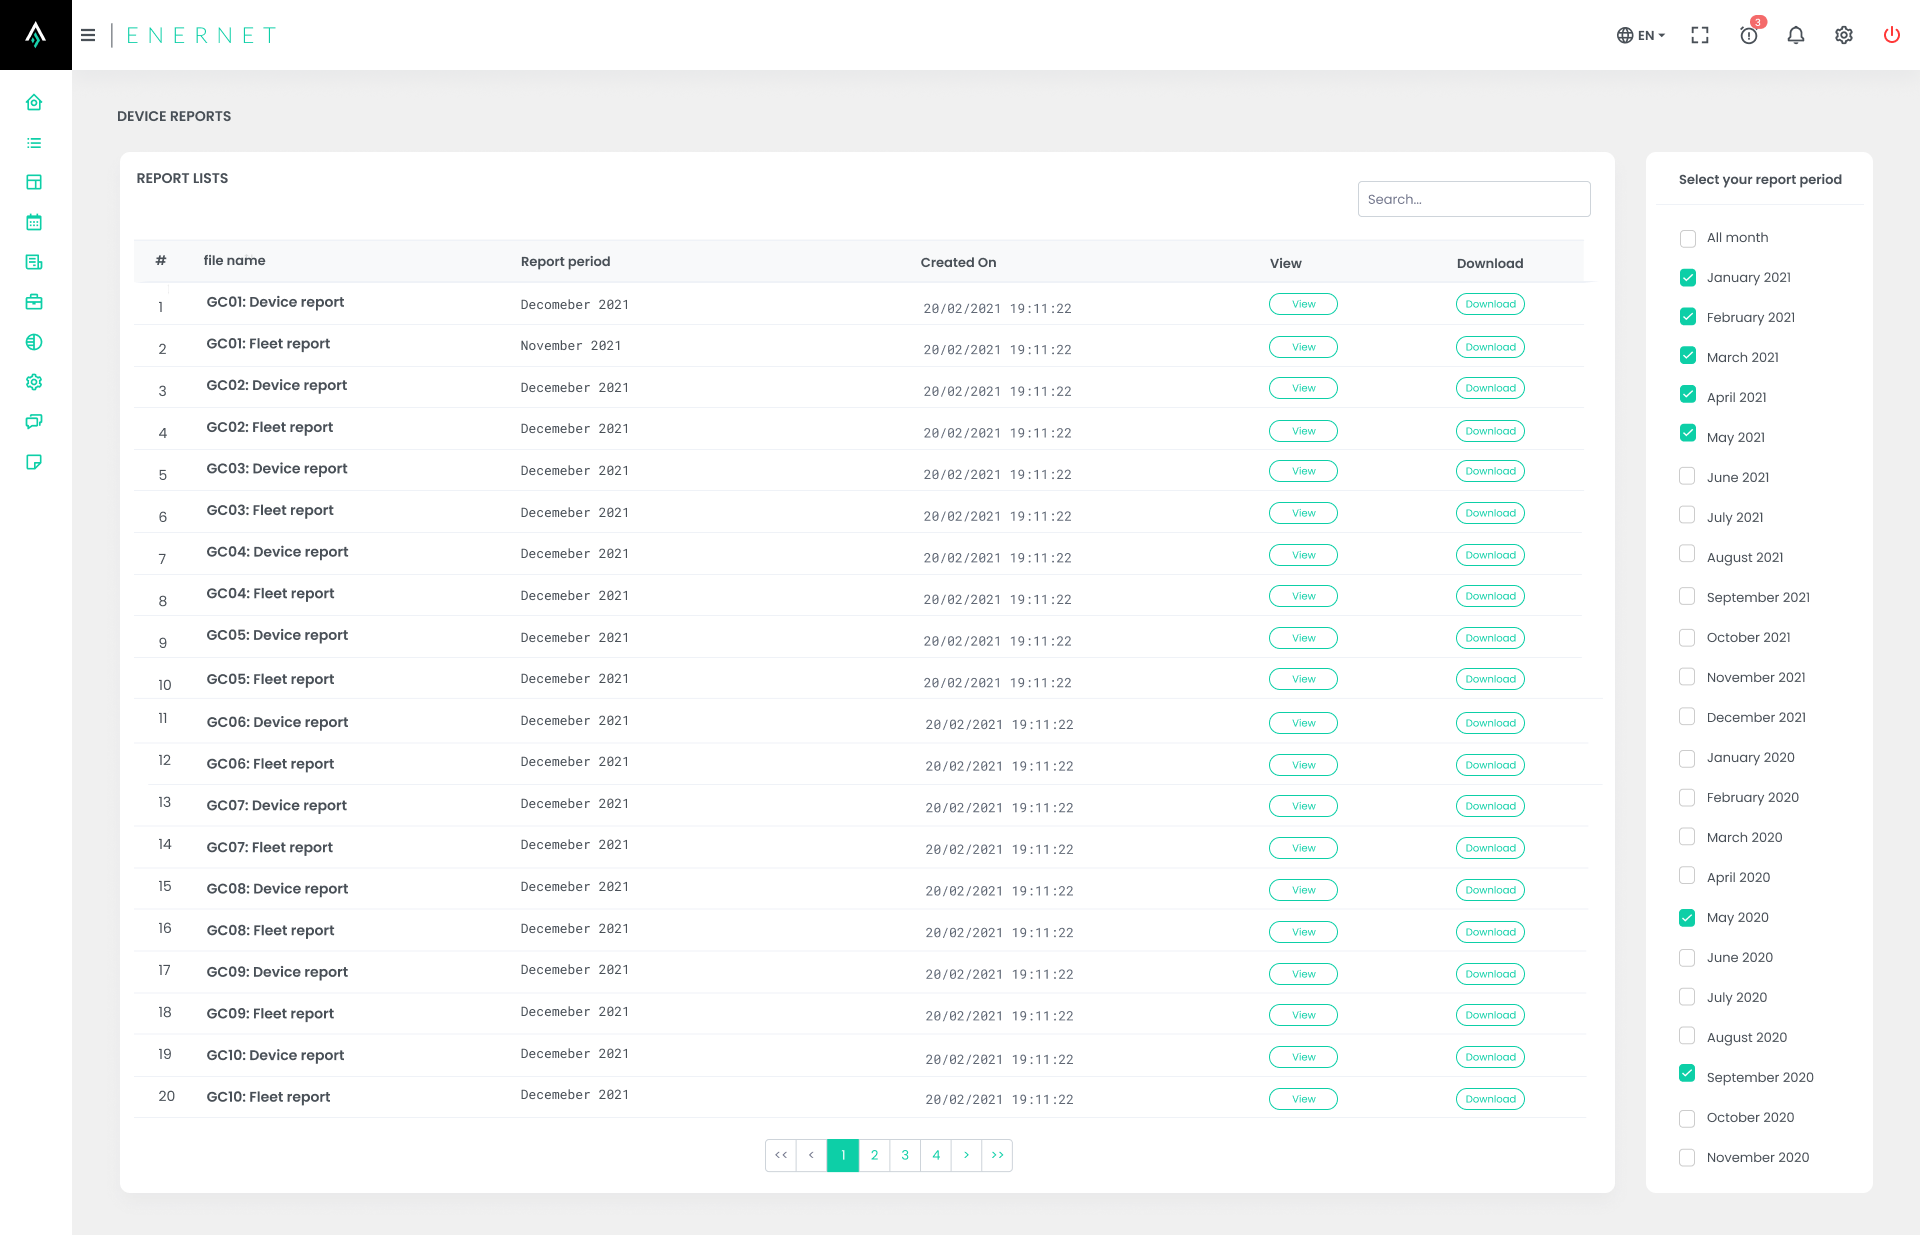 ENERNET
EN
3
DEVICE REPORTS
REPORT LISTS
Search...
# file name Report period Created On View Download
1 GC01: Device report Decomeber 2021 20/02/2021 19:11:22 View Download
2 GC01: Fleet report November 2021 20/02/2021 19:11:22 View Download
3 GC02: Device report Decemeber 2021 20/02/2021 19:11:22 View Download
4 GC02: Fleet report Decemeber 2021 20/02/2021 19:11:22 View Download
5 GC03: Device report Decemeber 2021 20/02/2021 19:11:22 View Download
6 GC03: Fleet report Decemeber 2021 20/02/2021 19:11:22 View Download
7 GC04: Device report Decemeber 2021 20/02/2021 19:11:22 View Download
8 GC04: Fleet report Decemeber 2021 20/02/2021 19:11:22 View Download
9 GC05: Device report Decemeber 2021 20/02/2021 19:11:22 View Download
10 GC05: Fleet report Decemeber 2021 20/02/2021 19:11:22 View Download
11 GC06: Device report Decemeber 2021 20/02/2021 19:11:22 View Download
12 GC06: Fleet report Decemeber 2021 20/02/2021 19:11:22 View Download
13 GC07: Device report Decemeber 2021 20/02/2021 19:11:22 View Download
14 GC07: Fleet report Decemeber 2021 20/02/2021 19:11:22 View Download
15 GC08: Device report Decemeber 2021 20/02/2021 19:11:22 View Download
16 GC08: Fleet report Decemeber 2021 20/02/2021 19:11:22 View Download
17 GC09: Device report Decemeber 2021 20/02/2021 19:11:22 View Download
18 GC09: Fleet report Decemeber 2021 20/02/2021 19:11:22 View Download
19 GC10: Device report Decemeber 2021 20/02/2021 19:11:22 View Download
20 GC10: Fleet report Decemeber 2021 20/02/2021 19:11:22 View Download
<< < 1 2 3 4 > >>
Select your report period
All month
January 2021
February 2021
March 2021
April 2021
May 2021
June 2021
July 2021
August 2021
September 2021
October 2021
November 2021
December 2021
January 2020
February 2020
March 2020
April 2020
May 2020
June 2020
July 2020
August 2020
September 2020
October 2020
November 2020